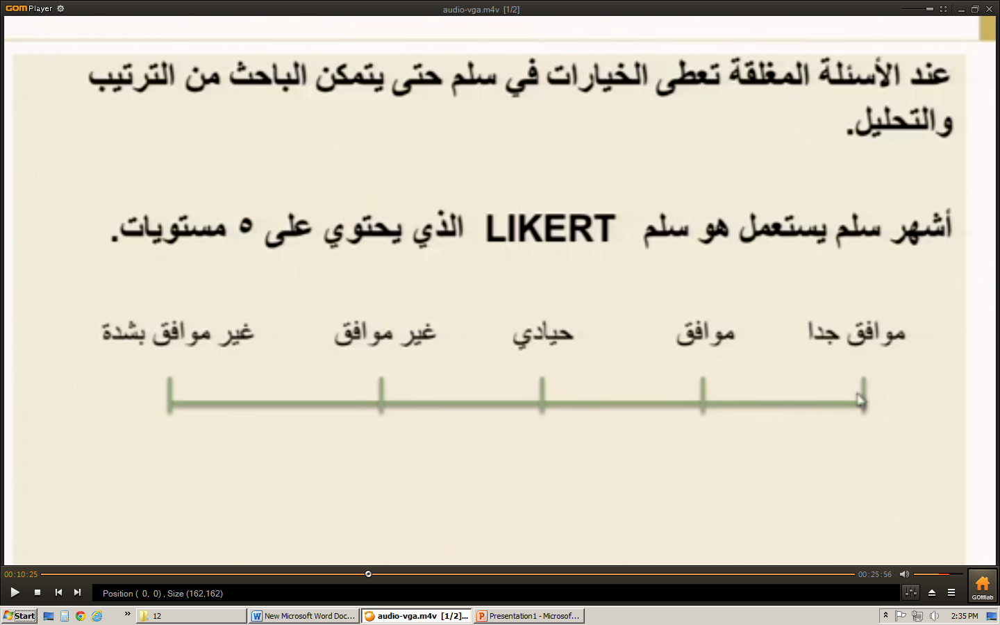 GOM Player
audio-vga.m4v [1/2]
عند الأسئلة المغلقة تعطى الخيارات في سلم حتى يتمكن الباحث من الترتيب
والتحليل.
أشهر سلم يستعمل هو سلم LIKERT الذي يحتوي على ٥ مستويات.
موافق جدا موافق حيادي غير موافق غير موافق بشدة
00:10:25 00:25:56
Position ( 0, 0) , Size (162,162)
GOMlab
Start 12 New Microsoft Word Doc... audio-vga.m4v [1/2]... Presentation1 - Microsof... 2:35 PM